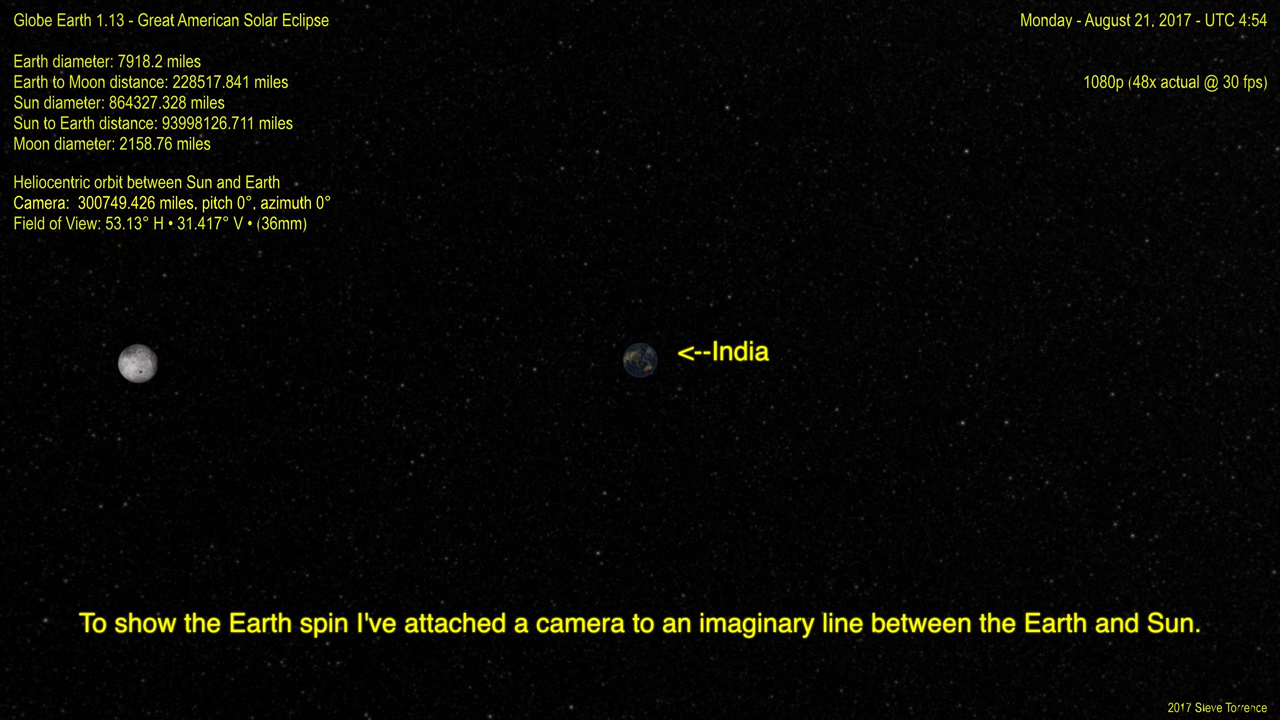 Globe Earth 1.13 - Great American Solar Eclipse
Monday - August 21, 2017 - UTC 4:54
Earth diameter: 7918.2 miles
Earth to Moon distance: 228517.841 miles
1080p (48x actual @ 30 fps)
Sun diameter: 864327.328 miles
Sun to Earth distance: 93998126.711 miles
Moon diameter: 2158.76 miles
Heliocentric orbit between Sun and Earth
Camera:  300749.426 miles, pitch 0°, azimuth 0°
Field of View: 53.13° H • 31.417° V • (36mm)
<--India
To show the Earth spin I've attached a camera to an imaginary line between the Earth and Sun.
2017 Steve Torrence